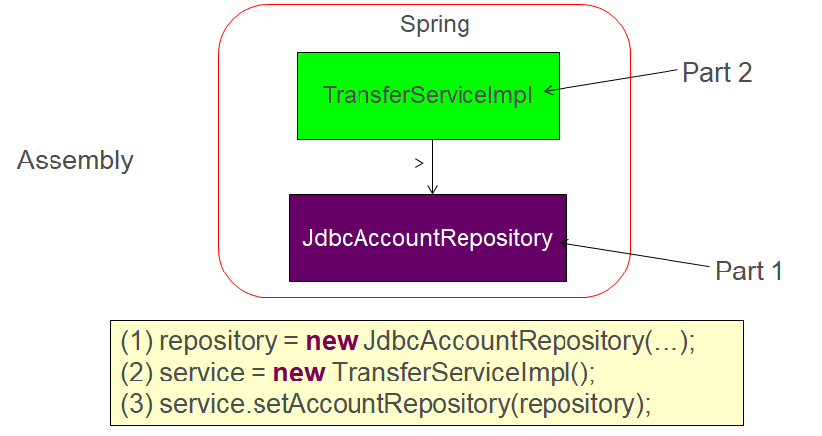 Spring
TransferServiceImpl
Part 2
Assembly
>
JdbcAccountRepository
Part 1
(1) repository = new JdbcAccountRepository(…);
(2) service = new TransferServiceImpl();
(3) service.setAccountRepository(repository);